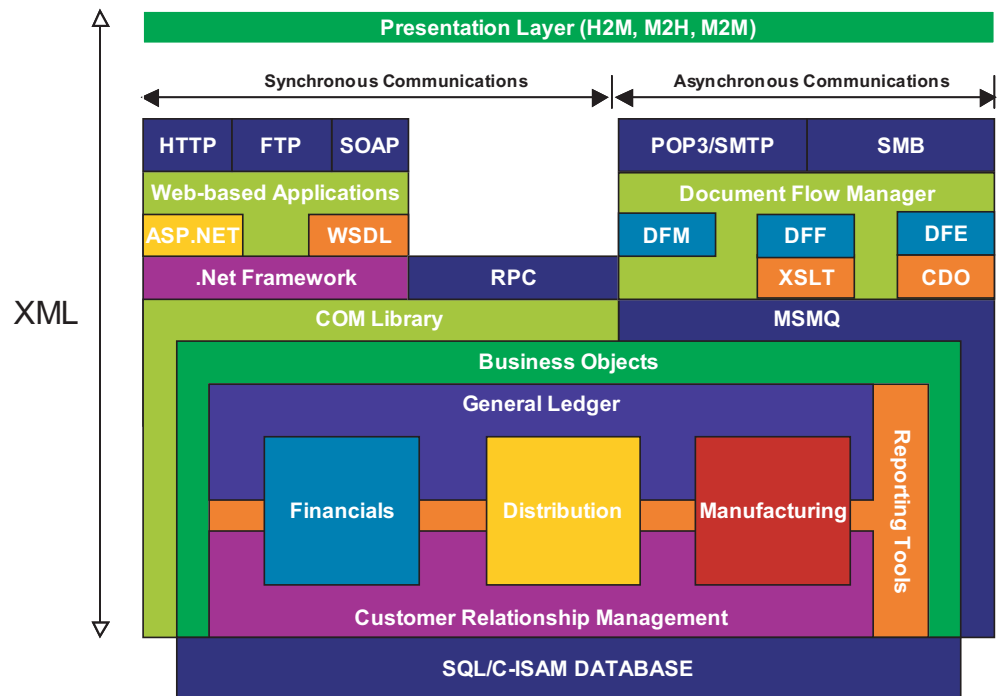 Presentation Layer (H2M, M2H, M2M)
Synchronous Communications
Asynchronous Communications
HTTP
FTP
SOAP
POP3/SMTP
SMB
Web-based Applications
Document Flow Manager
ASP.NET
WSDL
DFM
DFF
DFE
.Net Framework
RPC
XSLT
CDO
XML
COM Library
MSMQ
Business Objects
General Ledger
Reporting Tools
Financials
Distribution
Manufacturing
Customer Relationship Management
SQL/C-ISAM DATABASE